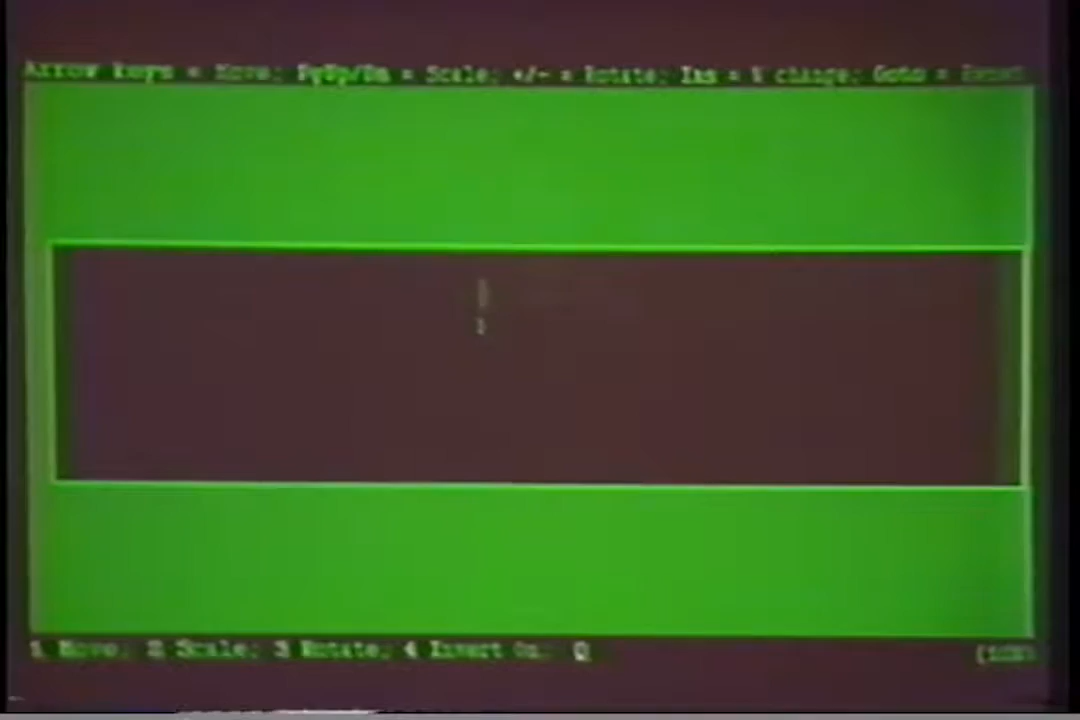 Arrow keys = Move; PgUp/Dn = Scale; +/- = Rotate; Ins = % change; Goto = Reset
1 Move; 2 Scale; 3 Rotate; 4 Invert On: